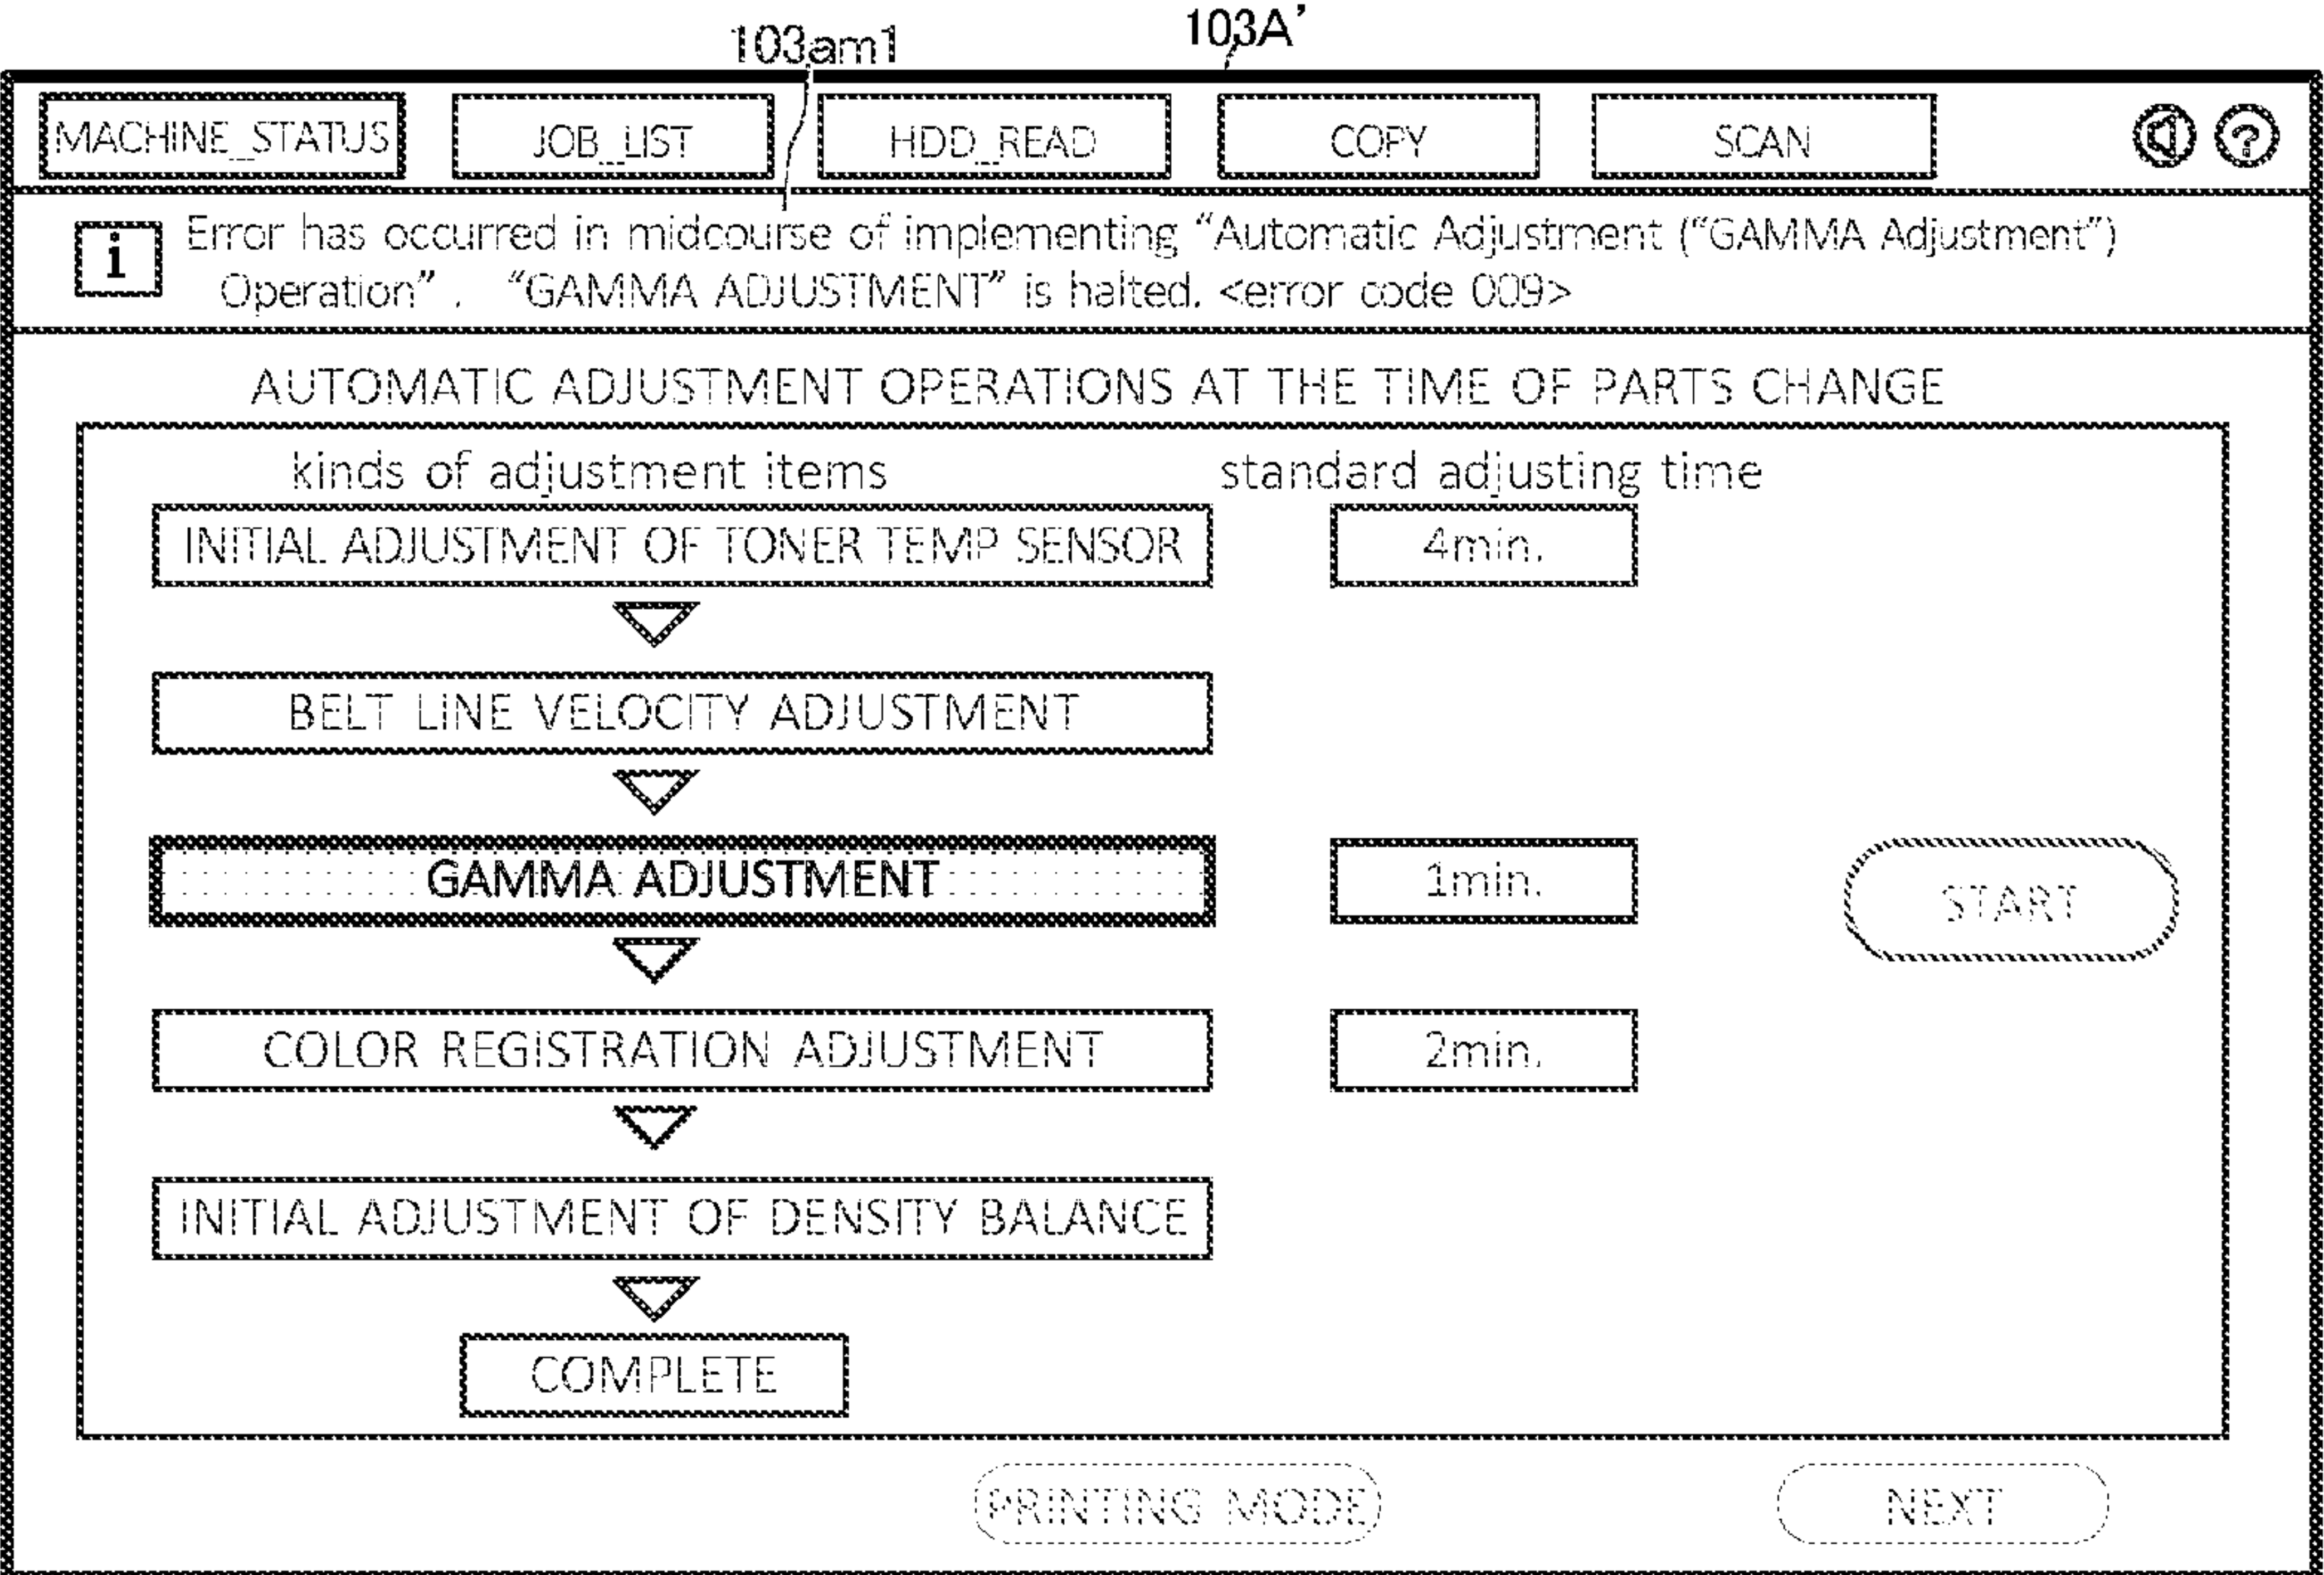 103am1
103A’
MACHINE_STATUS
JOB_LIST
HDD_READ
COPY
SCAN
?
i
Error has occurred in midcourse of implementing “Automatic Adjustment (“GAMMA Adjustment”)
Operation” . “GAMMA ADJUSTMENT” is halted. <error code 009>
AUTOMATIC ADJUSTMENT OPERATIONS AT THE TIME OF PARTS CHANGE
kinds of adjustment items
standard adjusting time
INITIAL ADJUSTMENT OF TONER TEMP SENSOR
4min.
BELT LINE VELOCITY ADJUSTMENT
GAMMA ADJUSTMENT
1min.
START
COLOR REGISTRATION ADJUSTMENT
2min.
INITIAL ADJUSTMENT OF DENSITY BALANCE
COMPLETE
PRINTING MODE
NEXT